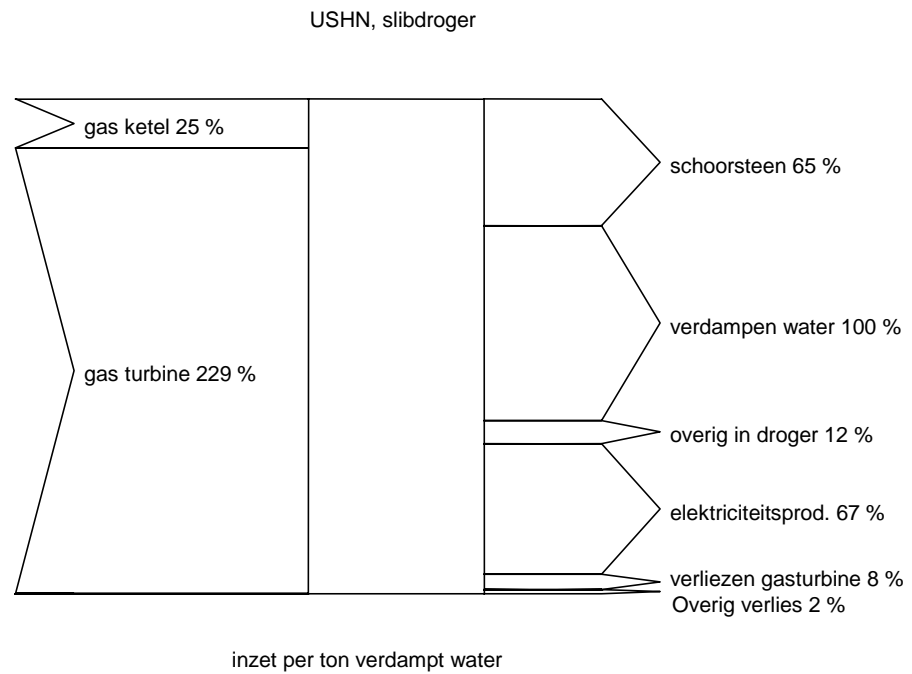 USHN, slibdroger
gas ketel 25 %
schoorsteen 65 %
verdampen water 100 %
gas turbine 229 %
overig in droger 12 %
elektriciteitsprod. 67 %
verliezen gasturbine 8 %
Overig verlies 2 %
inzet per ton verdampt water